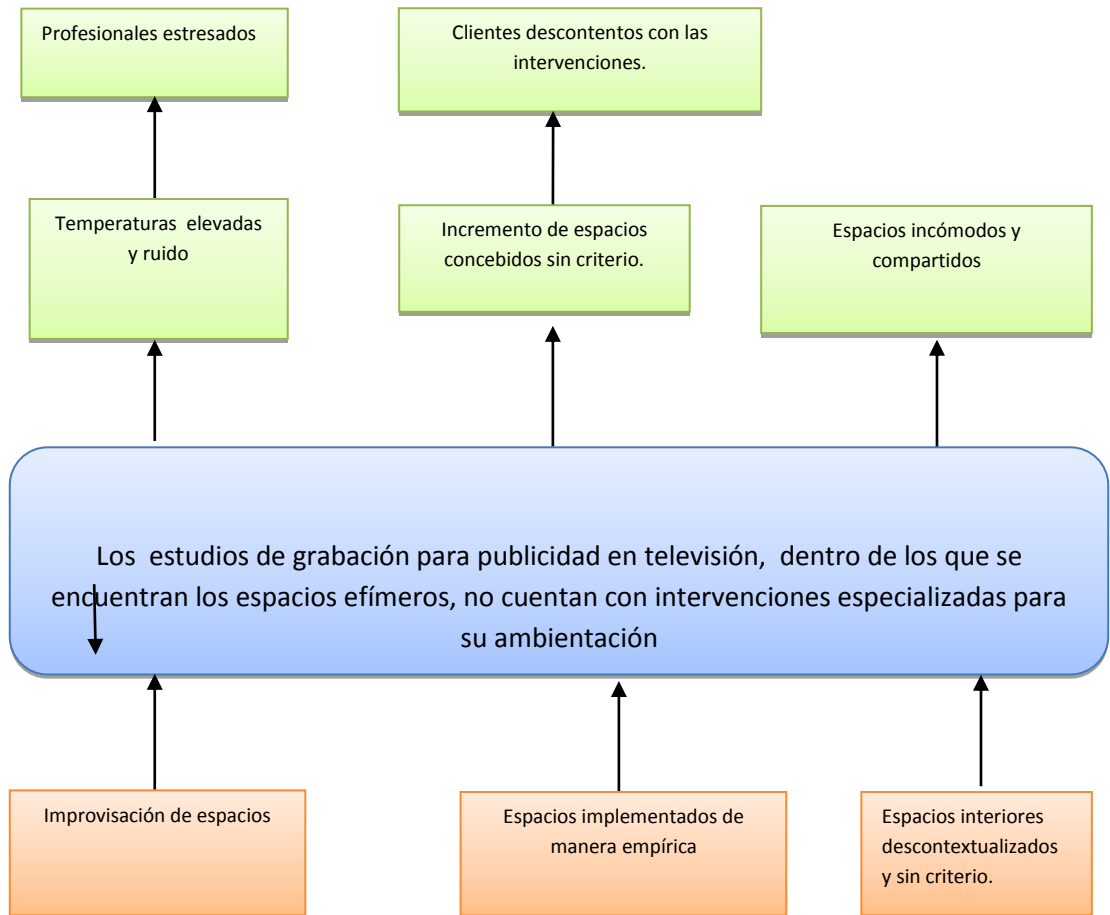 Profesionales estresados
Clientes descontentos con las
intervenciones.
Temperaturas elevadas
y ruido
Incremento de espacios
concebidos sin criterio.
Espacios incómodos y
compartidos
Los estudios de grabación para publicidad en televisión, dentro de los que se
encuentran los espacios efímeros, no cuentan con intervenciones especializadas para
su ambientación
Improvisación de espacios
Espacios implementados de
manera empírica
Espacios interiores
descontextualizados
y sin criterio.